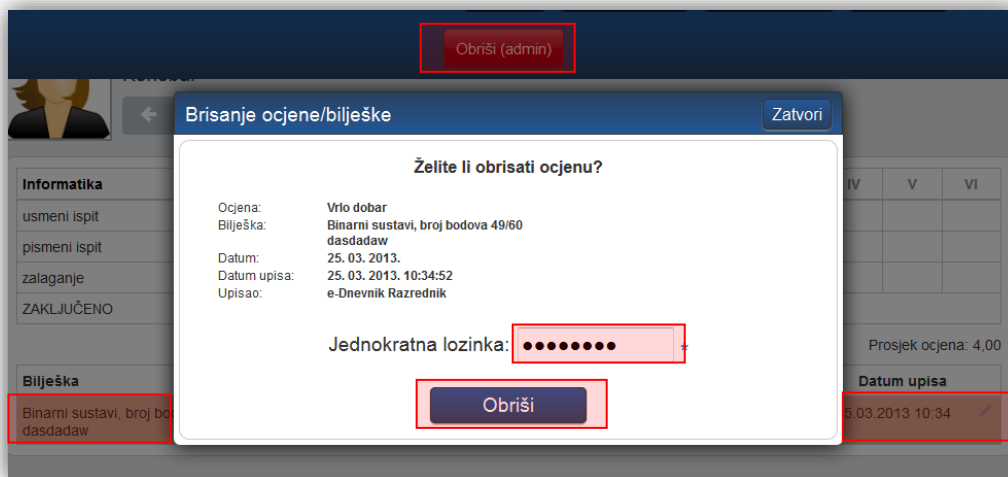 Obriši (admin)
Brisanje ocjene/bilješke
Zatvori
Želite li obrisati ocjenu?
Ocjena: Vrlo dobar
Bilješka: Binarni sustavi, broj bodova 49/60
dasdadaw
Datum: 25. 03. 2013.
Datum upisa: 25. 03. 2013. 10:34:52
Upisao: e-Dnevnik Razrednik
Jednokratna lozinka: ●●●●●●●● *
Obriši
Informatika IV V VI
usmeni ispit
pismeni ispit
zalaganje
ZAKLJUČENO
Prosjek ocjena: 4,00
Bilješka Datum upisa
Binarni sustavi, broj 5.03.2013 10:34
dasdadaw